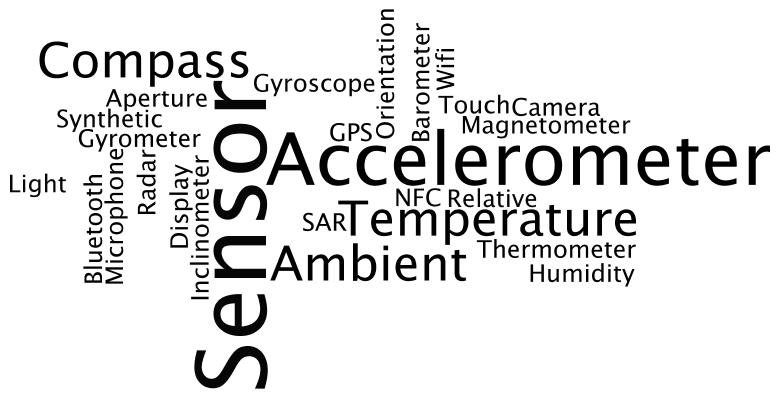 Compass
Gyroscope
Orientation
Barometer
Wifi
Aperture
Touch
Camera
Synthetic
Magnetometer
Gyrometer
GPS
Accelerometer
Light
Bluetooth
Microphone
Radar
Display
Inclinometer
Sensor
NFC
Relative
SAR
Temperature
Ambient
Thermometer
Humidity